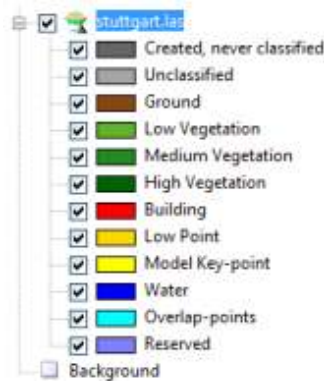 stuttgart.las
Created, never classified
Unclassified
Ground
Low Vegetation
Medium Vegetation
High Vegetation
Building
Low Point
Model Key-point
Water
Overlap-points
Reserved
Background